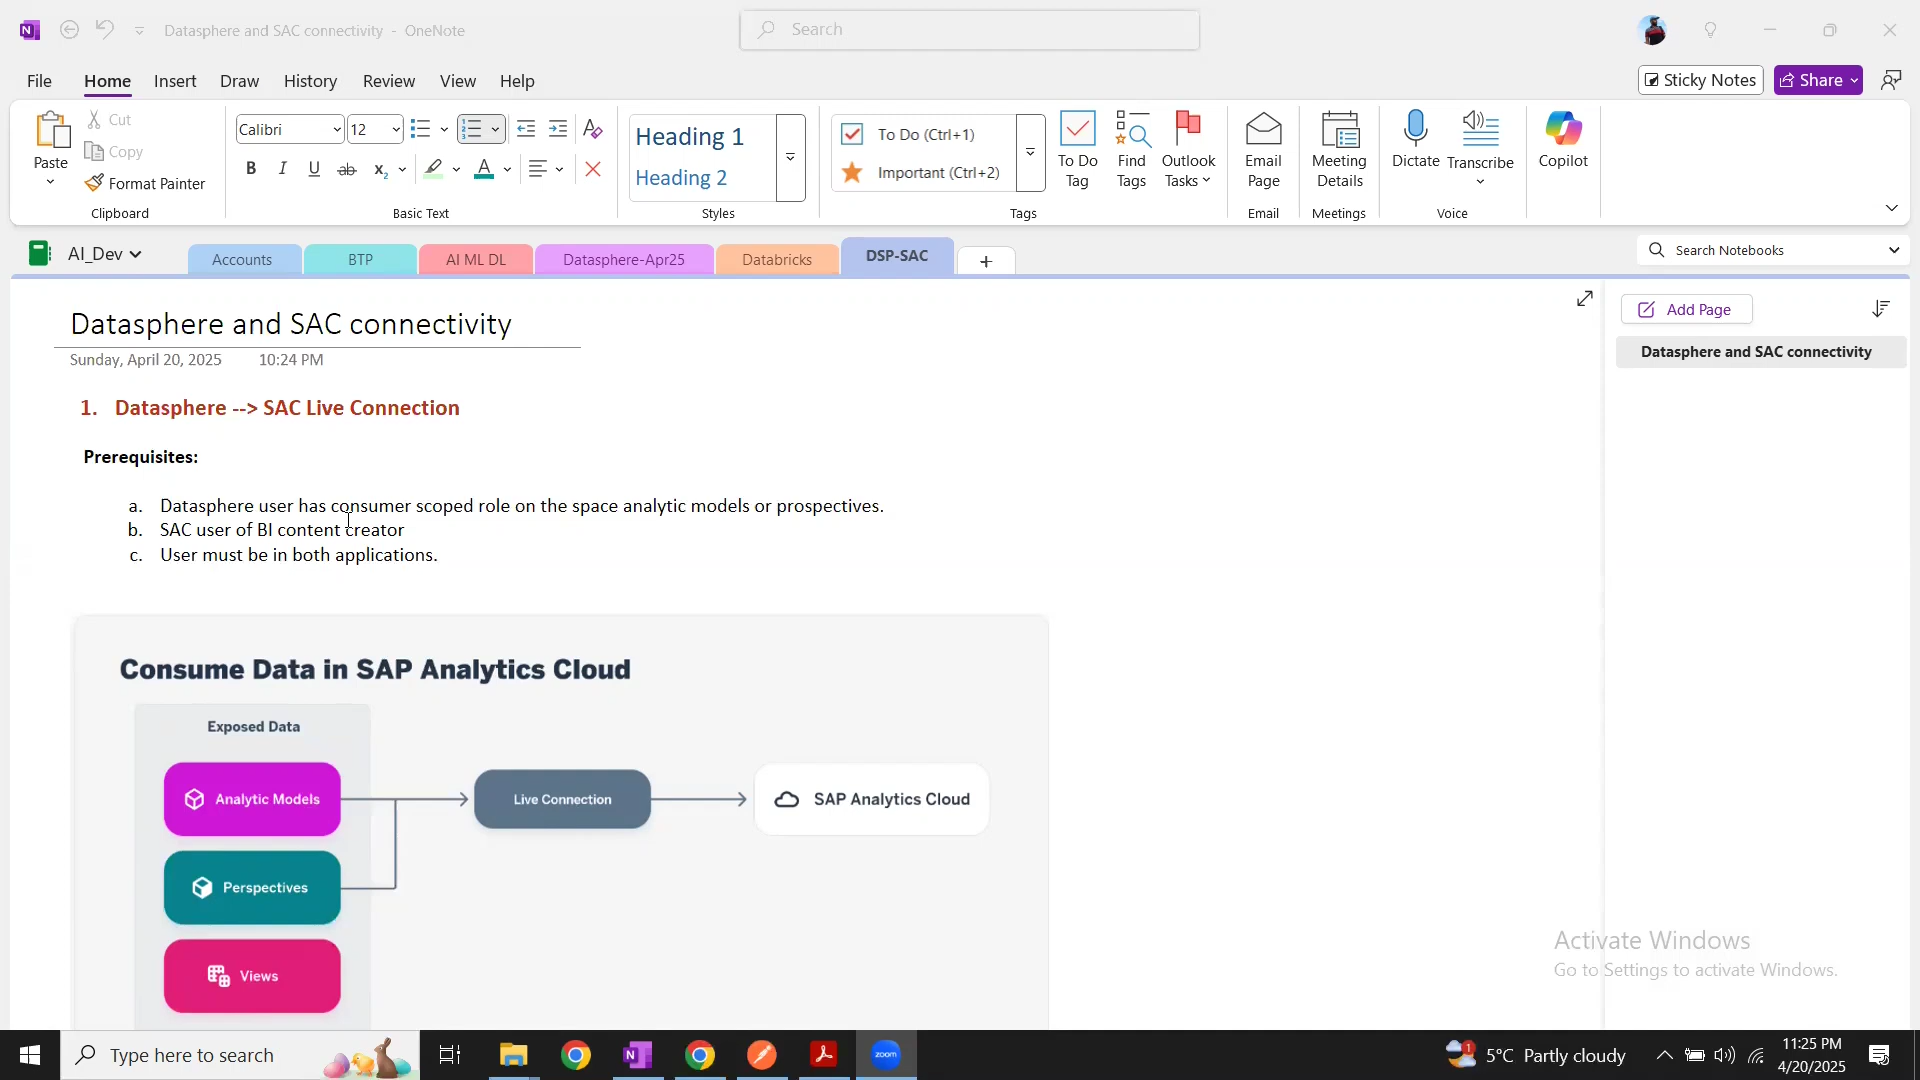 Datasphere and SAC connectivity - OneNote
Search
File Home Insert Draw History Review View Help
Sticky Notes Share
Paste
Cut
Copy
Format Painter
Clipboard
Calibri 12
Basic Text
Heading 1
Heading 2
Styles
To Do (Ctrl+1)
Important (Ctrl+2)
To Do Tag
Find Tags
Outlook Tasks
Tags
Email Page
Email
Meeting Details
Meetings
Dictate
Transcribe
Voice
Copilot
AI_Dev
Accounts BTP AI ML DL Datasphere-Apr25 Databricks DSP-SAC +
Search Notebooks
Add Page
Datasphere and SAC connectivity
Datasphere and SAC connectivity
Sunday, April 20, 2025 10:24 PM
1. Datasphere --> SAC Live Connection
Prerequisites:
a. Datasphere user has consumer scoped role on the space analytic models or prospectives.
b. SAC user of BI content creator
c. User must be in both applications.
Consume Data in SAP Analytics Cloud
Exposed Data
Analytic Models
Live Connection
SAP Analytics Cloud
Perspectives
Views
Activate Windows
Go to Settings to activate Windows.
Type here to search
zoom
5°C Partly cloudy
11:25 PM
4/20/2025